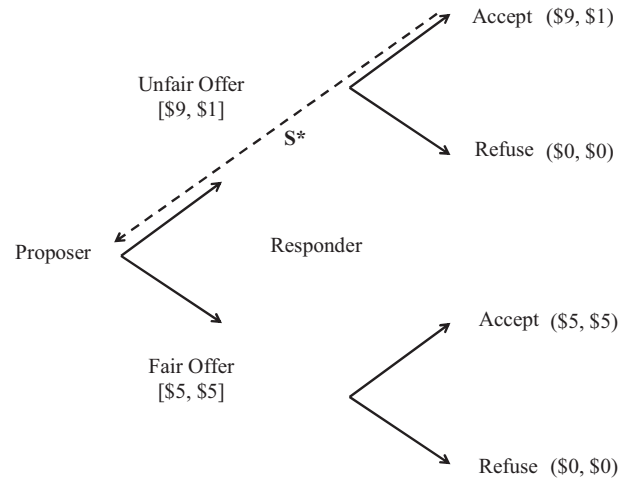 Accept ($9, $1)
Unfair Offer
[$9, $1]
S*
Refuse ($0, $0)
Proposer
Responder
Accept ($5, $5)
Fair Offer
[$5, $5]
Refuse ($0, $0)